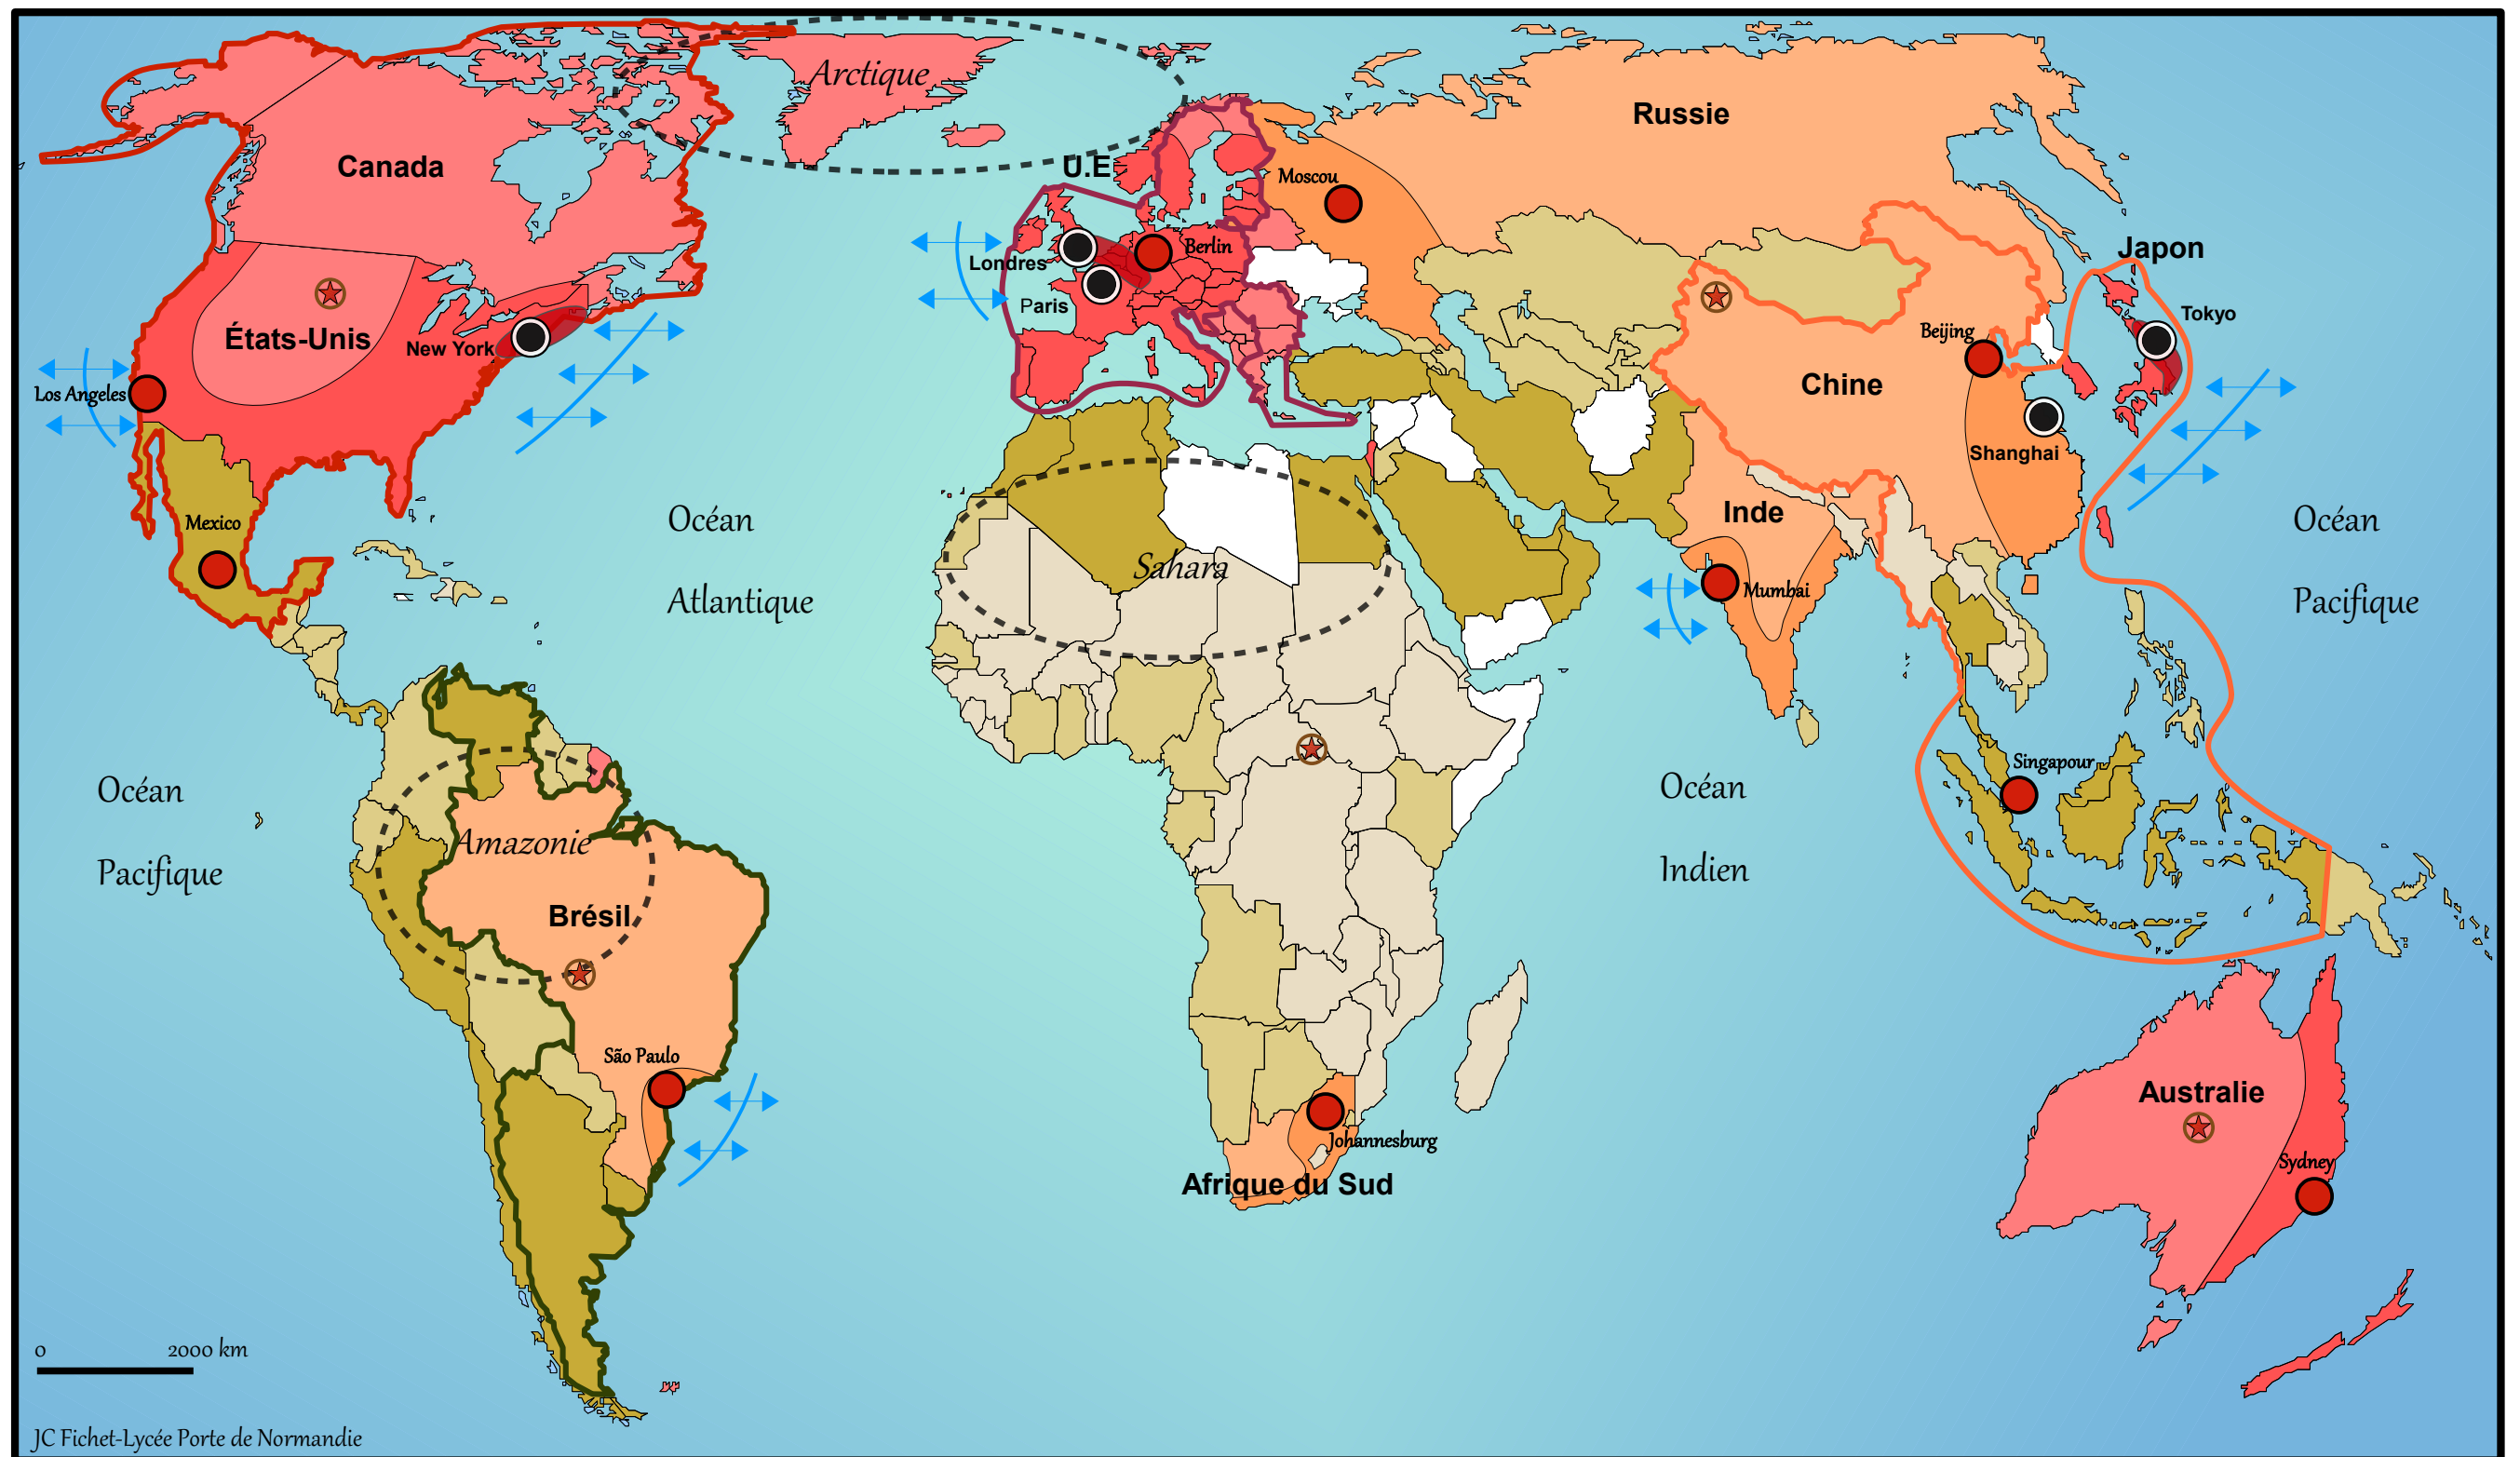 Arctique
Russie
Canada
U.E
Moscou
Japon
Berlin
Londres
Paris
Tokyo
États-Unis
New York
Beijing
Chine
Los Angeles
Shanghai
Mexico
Océan
Atlantique
Sahara
Inde
Mumbai
Océan
Pacifique
Singapour
Océan
Pacifique
Océan
Indien
Amazonie
Brésil
São Paulo
Australie
Johannesburg
Sydney
Afrique du Sud
0 2000 km
JC Fichet-Lycée Porte de Normandie